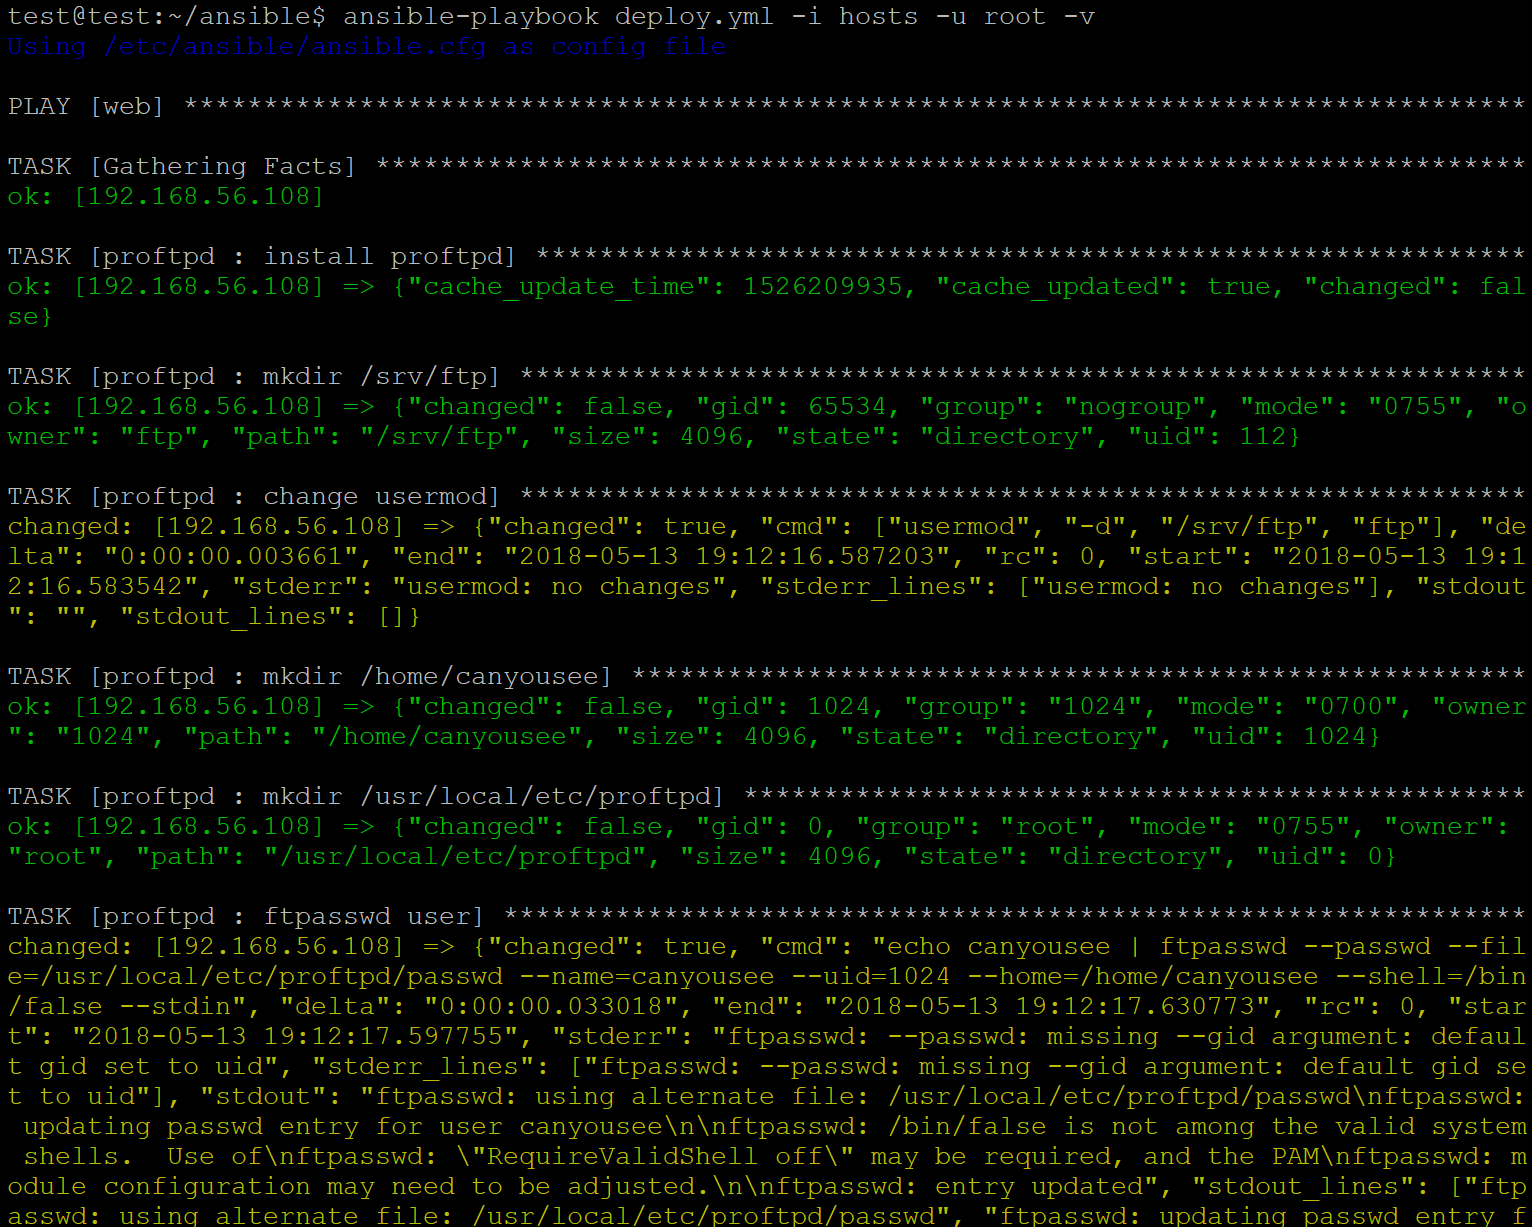 test@test:~/ansible$ ansible-playbook deploy.yml -i hosts -u root -v
Using /etc/ansible/ansible.cfg as config file
PLAY [web] ************************************************************************************
TASK [Gathering Facts] ************************************************************************
ok: [192.168.56.108]
TASK [proftpd : install proftpd] **************************************************************
ok: [192.168.56.108] => {"cache_update_time": 1526209935, "cache_updated": true, "changed": fal
se}
TASK [proftpd : mkdir /srv/ftp] ***************************************************************
ok: [192.168.56.108] => {"changed": false, "gid": 65534, "group": "nogroup", "mode": "0755", "o
wner": "ftp", "path": "/srv/ftp", "size": 4096, "state": "directory", "uid": 112}
TASK [proftpd : change usermod] ***************************************************************
changed: [192.168.56.108] => {"changed": true, "cmd": ["usermod", "-d", "/srv/ftp", "ftp"], "de
lta": "0:00:00.003661", "end": "2018-05-13 19:12:16.587203", "rc": 0, "start": "2018-05-13 19:1
2:16.583542", "stderr": "usermod: no changes", "stderr_lines": ["usermod: no changes"], "stdout
": "", "stdout_lines": []}
TASK [proftpd : mkdir /home/canyousee] ********************************************************
ok: [192.168.56.108] => {"changed": false, "gid": 1024, "group": "1024", "mode": "0700", "owner
": "1024", "path": "/home/canyousee", "size": 4096, "state": "directory", "uid": 1024}
TASK [proftpd : mkdir /usr/local/etc/proftpd] *************************************************
ok: [192.168.56.108] => {"changed": false, "gid": 0, "group": "root", "mode": "0755", "owner":
"root", "path": "/usr/local/etc/proftpd", "size": 4096, "state": "directory", "uid": 0}
TASK [proftpd : ftpasswd user] ****************************************************************
changed: [192.168.56.108] => {"changed": true, "cmd": "echo canyousee | ftpasswd --passwd --fil
e=/usr/local/etc/proftpd/passwd --name=canyousee --uid=1024 --home=/home/canyousee --shell=/bin
/false --stdin", "delta": "0:00:00.033018", "end": "2018-05-13 19:12:17.630773", "rc": 0, "star
t": "2018-05-13 19:12:17.597755", "stderr": "ftpasswd: --passwd: missing --gid argument: defaul
t gid set to uid", "stderr_lines": ["ftpasswd: --passwd: missing --gid argument: default gid se
t to uid"], "stdout": "ftpasswd: using alternate file: /usr/local/etc/proftpd/passwd\nftpasswd:
 updating passwd entry for user canyousee\n\nftpasswd: /bin/false is not among the valid system
 shells.  Use of\nftpasswd: \"RequireValidShell off\" may be required, and the PAM\nftpasswd: m
odule configuration may need to be adjusted.\n\nftpasswd: entry updated", "stdout_lines": ["ftp
asswd: using alternate file: /usr/local/etc/proftpd/passwd", "ftpasswd: updating passwd entry f